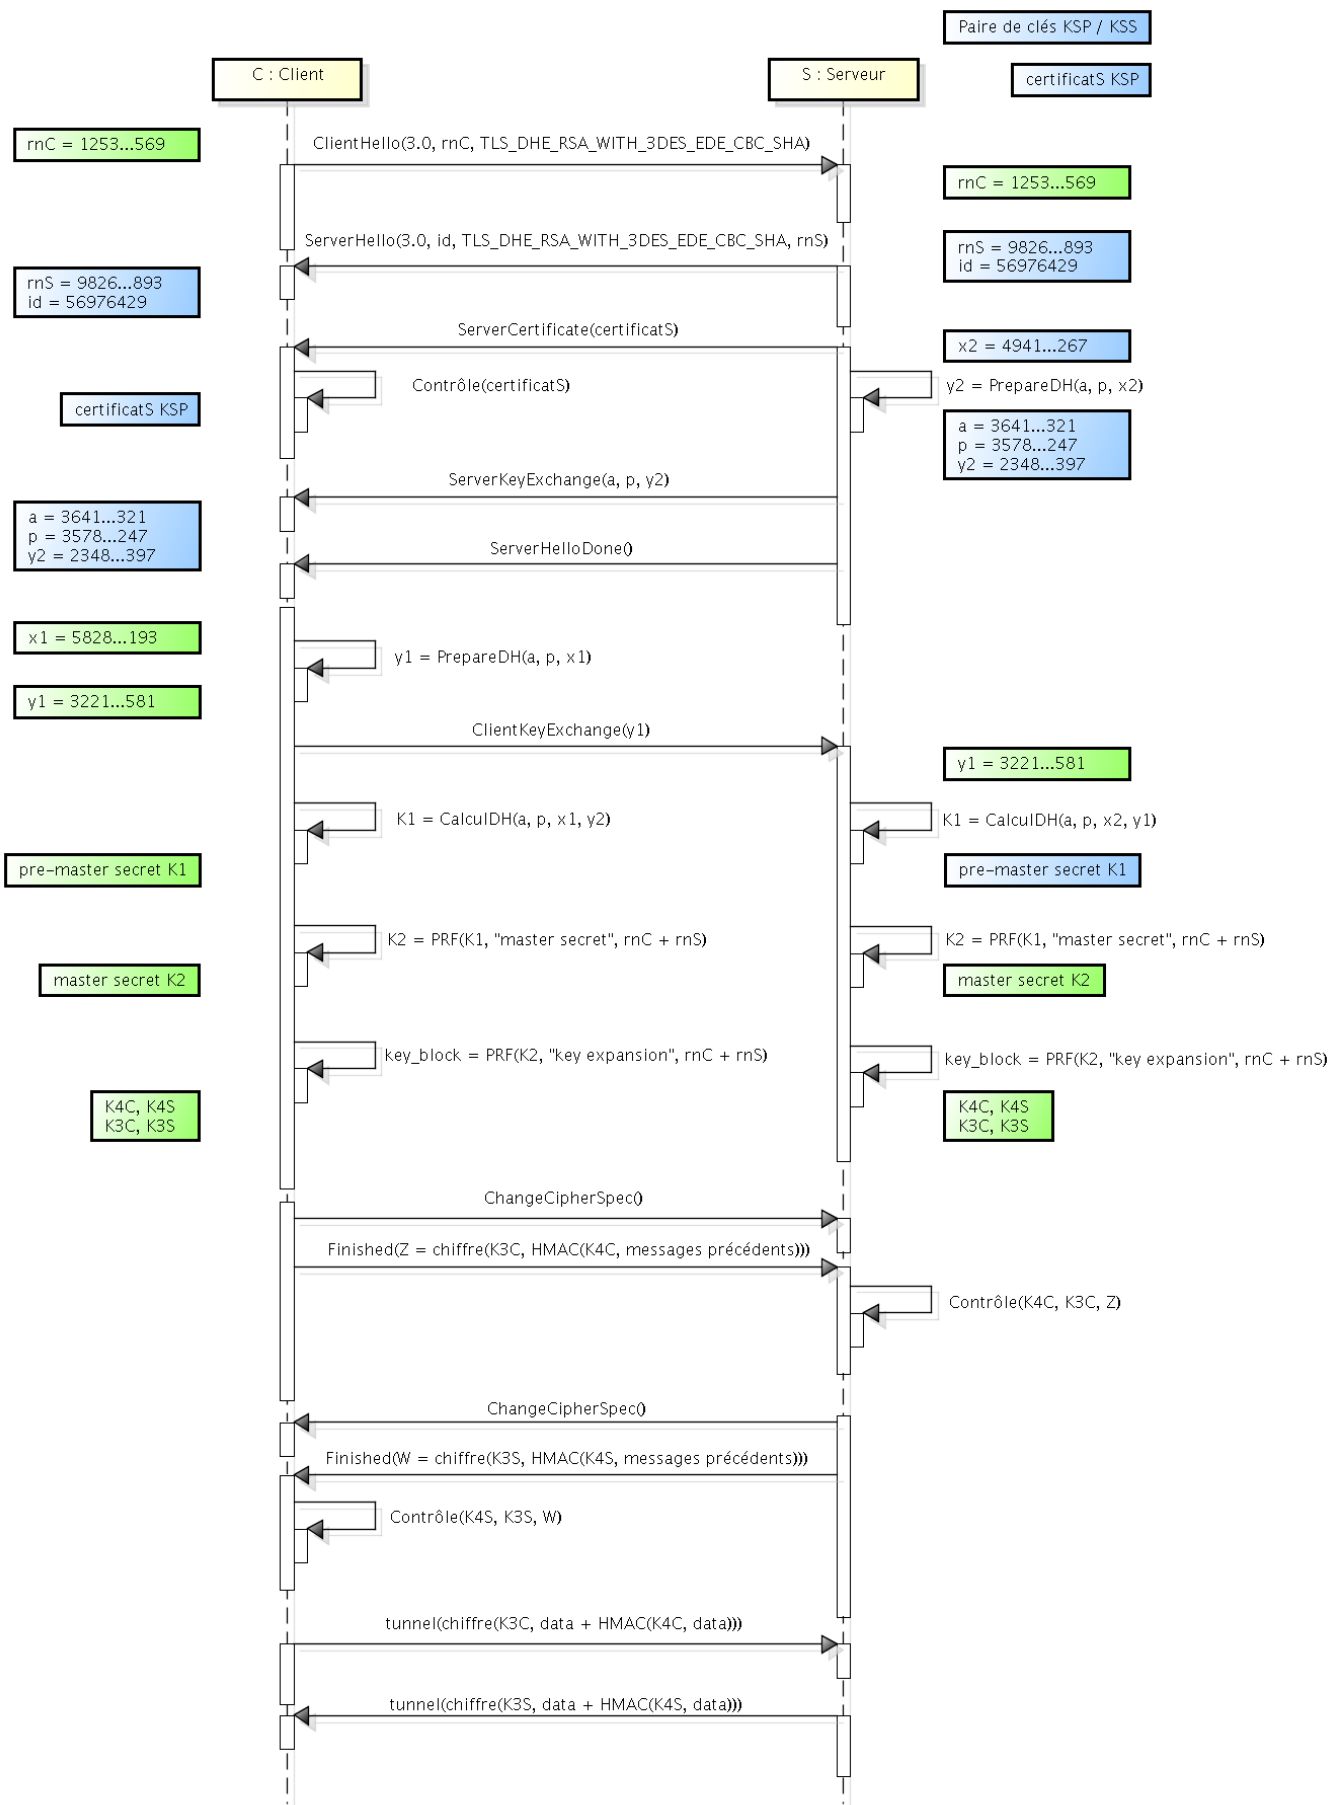 Paire de clés KSP / KSS
C : Client
S : Serveur
certificatS KSP
rnC = 1253...569
ClientHello(3.0, rnC, TLS_DHE_RSA_WITH_3DES_EDE_CBC_SHA)
rnC = 1253...569
ServerHello(3.0, id, TLS_DHE_RSA_WITH_3DES_EDE_CBC_SHA, rnS)
rnS = 9826...893
id = 56976429
rnS = 9826...893
id = 56976429
ServerCertificate(certificatS)
x2 = 4941...267
Contrôle(certificatS)
y2 = PrepareDH(a, p, x2)
certificatS KSP
a = 3641...321
p = 3578...247
y2 = 2348...397
ServerKeyExchange(a, p, y2)
a = 3641...321
p = 3578...247
y2 = 2348...397
ServerHelloDone()
x1 = 5828...193
y1 = PrepareDH(a, p, x1)
y1 = 3221...581
ClientKeyExchange(y1)
y1 = 3221...581
K1 = CalculDH(a, p, x1, y2)
K1 = CalculDH(a, p, x2, y1)
pre-master secret K1
pre-master secret K1
K2 = PRF(K1, "master secret", rnC + rnS)
K2 = PRF(K1, "master secret", rnC + rnS)
master secret K2
master secret K2
key_block = PRF(K2, "key expansion", rnC + rnS)
key_block = PRF(K2, "key expansion", rnC + rnS)
K4C, K4S
K3C, K3S
K4C, K4S
K3C, K3S
ChangeCipherSpec()
Finished(Z = chiffre(K3C, HMAC(K4C, messages précédents)))
Contrôle(K4C, K3C, Z)
ChangeCipherSpec()
Finished(W = chiffre(K3S, HMAC(K4S, messages précédents)))
Contrôle(K4S, K3S, W)
tunnel(chiffre(K3C, data + HMAC(K4C, data)))
tunnel(chiffre(K3S, data + HMAC(K4S, data)))